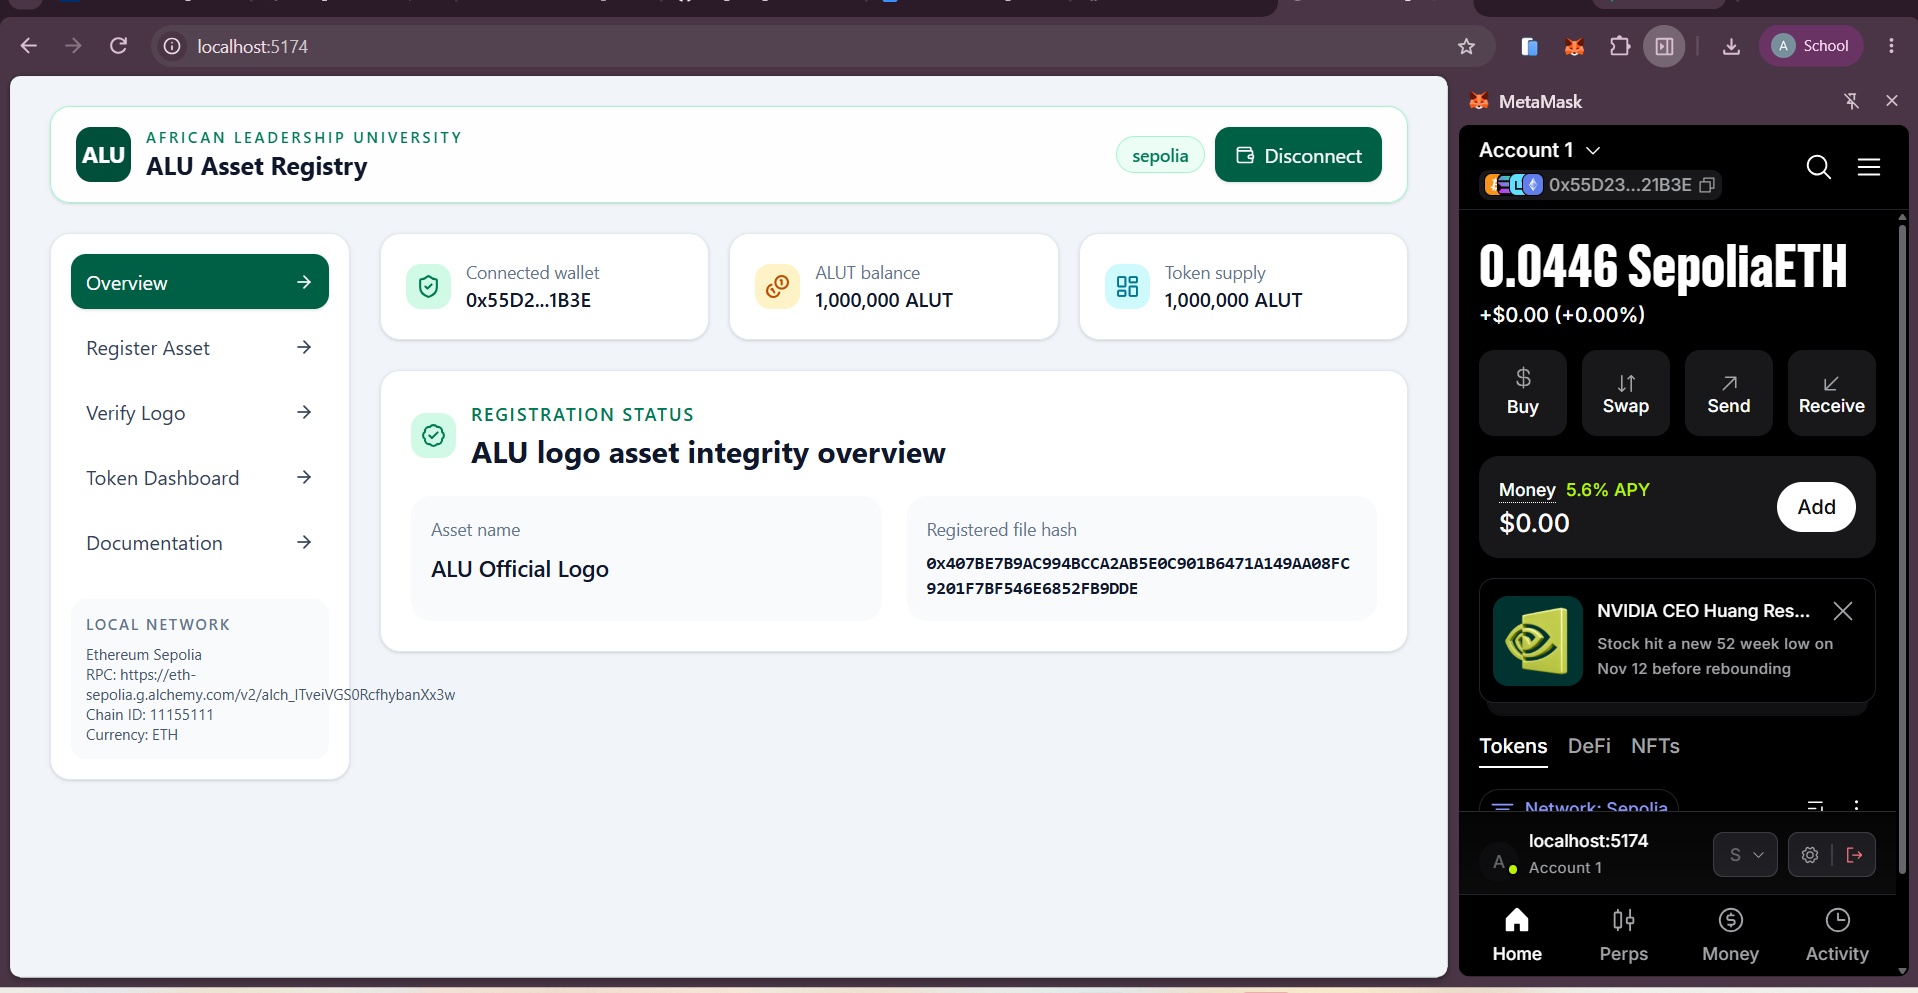 localhost:5174
A School
ALU
AFRICAN LEADERSHIP UNIVERSITY
ALU Asset Registry
sepolia
Disconnect
Overview
Register Asset
Verify Logo
Token Dashboard
Documentation
LOCAL NETWORK
Ethereum Sepolia
RPC: https://eth-
sepolia.g.alchemy.com/v2/alch_ITveiVGS0RcfhybanXx3w
Chain ID: 11155111
Currency: ETH
Connected wallet
0x55D2...1B3E
ALUT balance
1,000,000 ALUT
Token supply
1,000,000 ALUT
REGISTRATION STATUS
ALU logo asset integrity overview
Asset name
ALU Official Logo
Registered file hash
0x407BE7B9AC994BCCA2AB5E0C901B6471A149AA08FC
9201F7BF546E6852FB9DDE
MetaMask
Account 1
0x55D23...21B3E
0.0446 SepoliaETH
+$0.00 (+0.00%)
Buy
Swap
Send
Receive
Money 5.6% APY
$0.00
Add
NVIDIA CEO Huang Res...
Stock hit a new 52 week low on
Nov 12 before rebounding
Tokens DeFi NFTs
Network: Sepolia
A
localhost:5174
Account 1
S
Home
Perps
Money
Activity